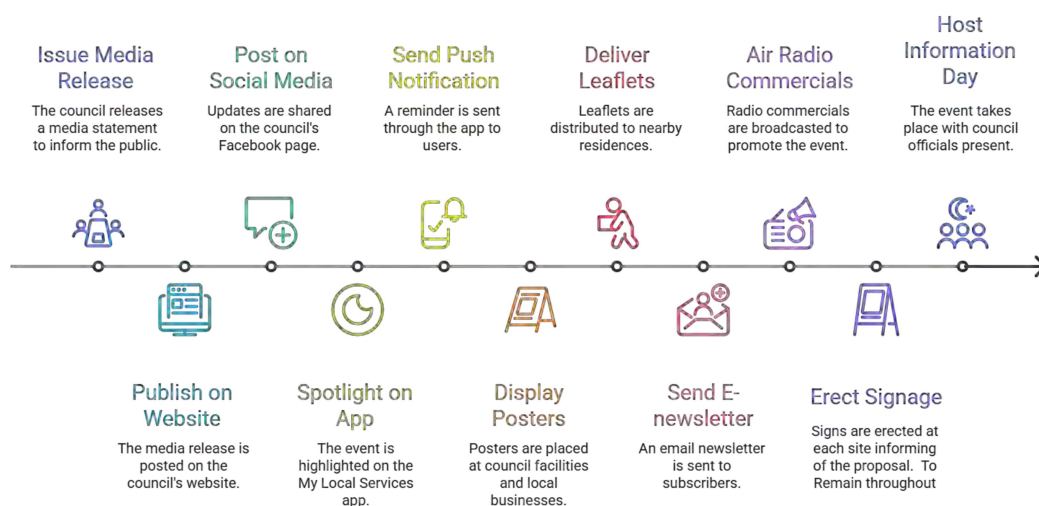 Issue Media
Release
The council releases
a media statement
to inform the public.
Post on
Social Media
Updates are shared
on the council's
Facebook page.
Send Push
Notification
A reminder is sent
through the app to
users.
Deliver
Leaflets
Leaflets are
distributed to nearby
residences.
Air Radio
Commercials
Radio commercials
are broadcasted to
promote the event.
Host
Information
Day
The event takes
place with council
officials present.
Publish on
Website
The media release is
posted on the
council's website.
Spotlight on
App
The event is
highlighted on the
My Local Services
app.
Display
Posters
Posters are placed
at council facilities
and local
businesses.
Send E-
newsletter
An email newsletter
is sent to
subscribers.
Erect Signage
Signs are erected at
each site informing
of the proposal. To
Remain throughout